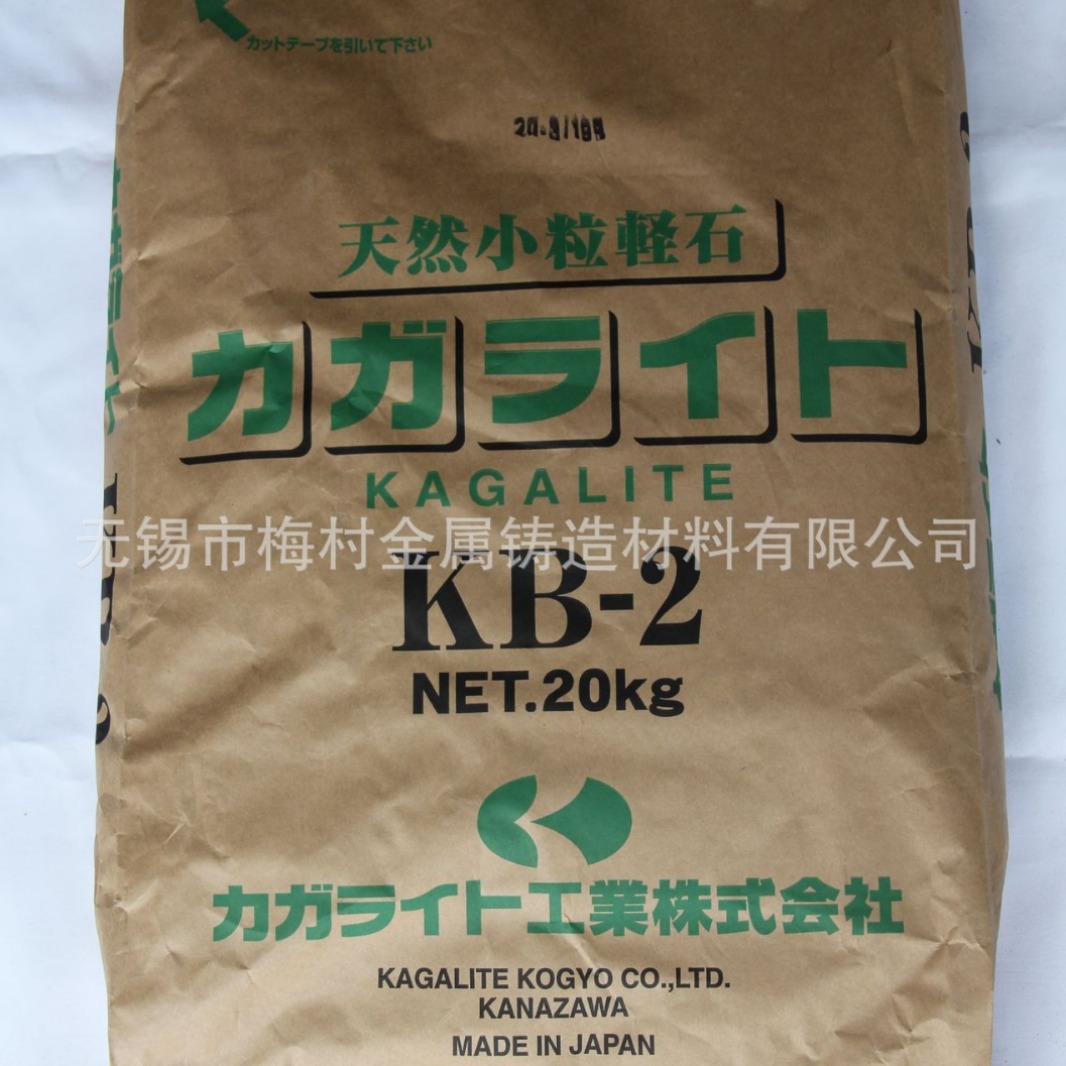 カットテープを引いて下さい
天然小粒軽石
カガライト
KAGALITE
无锡市梅村金属铸造材料有限公司
KB-2
NET.20kg
カガライト工業株式会社
KAGALITE KOGYO CO.,LTD.
KANAZAWA
MADE IN JAPAN